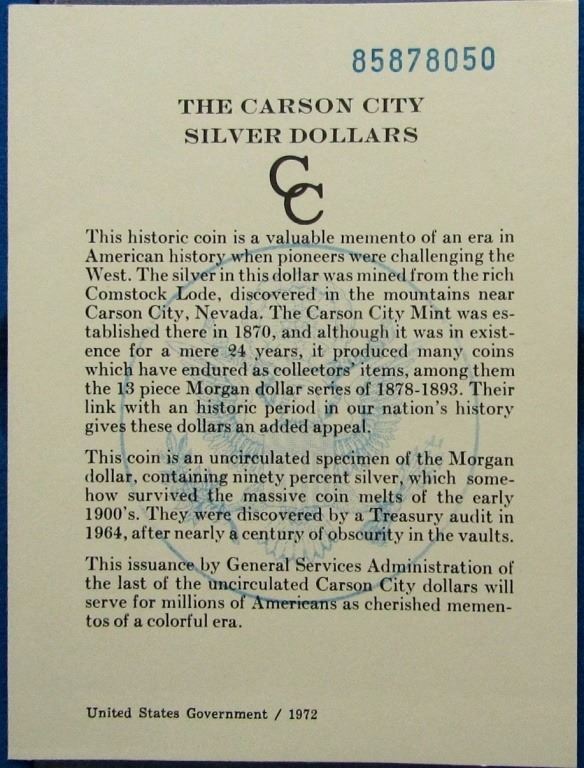 85878050
THE CARSON CITY
SILVER DOLLARS
CC
This historic coin is a valuable memento of an era in
American history when pioneers were challenging the
West. The silver in this dollar was mined from the rich
Comstock Lode, discovered in the mountains near
Carson City, Nevada. The Carson City Mint was es-
tablished there in 1870, and although it was in exist-
ence for a mere 24 years, it produced many coins
which have endured as collectors' items, among them
the 13 piece Morgan dollar series of 1878-1893. Their
link with an historic period in our nation's history
gives these dollars an added appeal.
This coin is an uncirculated specimen of the Morgan
dollar, containing ninety percent silver, which some-
how survived the massive coin melts of the early
1900's. They were discovered by a Treasury audit in
1964, after nearly a century of obscurity in the vaults.
This issuance by General Services Administration of
the last of the uncirculated Carson City dollars will
serve for millions of Americans as cherished memen-
tos of a colorful era.
United States Government / 1972